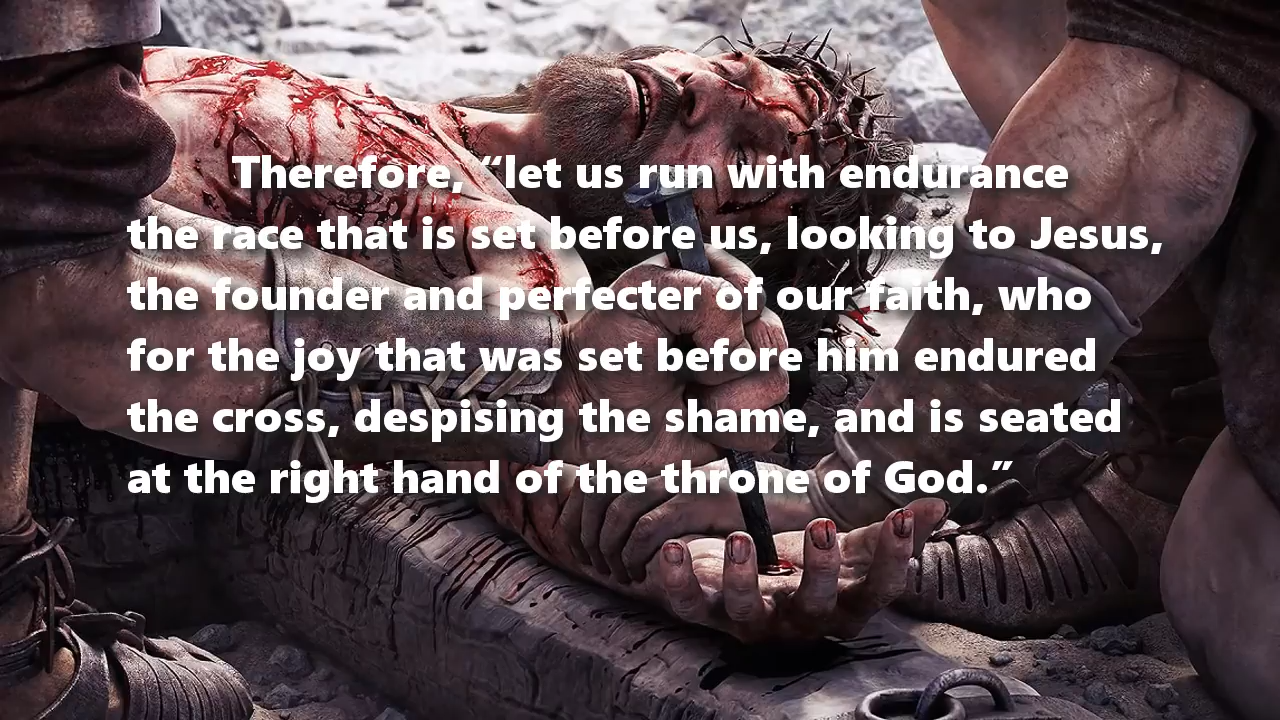 Therefore, “let us run with endurance
the race that is set before us, looking to Jesus,
the founder and perfecter of our faith, who
for the joy that was set before him endured
the cross, despising the shame, and is seated
at the right hand of the throne of God.”